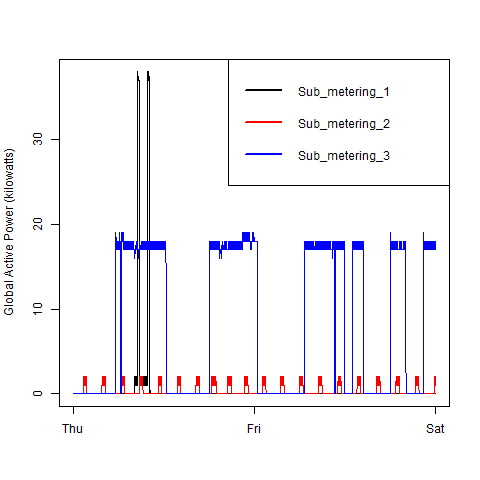 Sub_metering_1
Sub_metering_2
Sub_metering_3
Global Active Power (kilowatts)
30
20
10
0
Thu Fri Sat